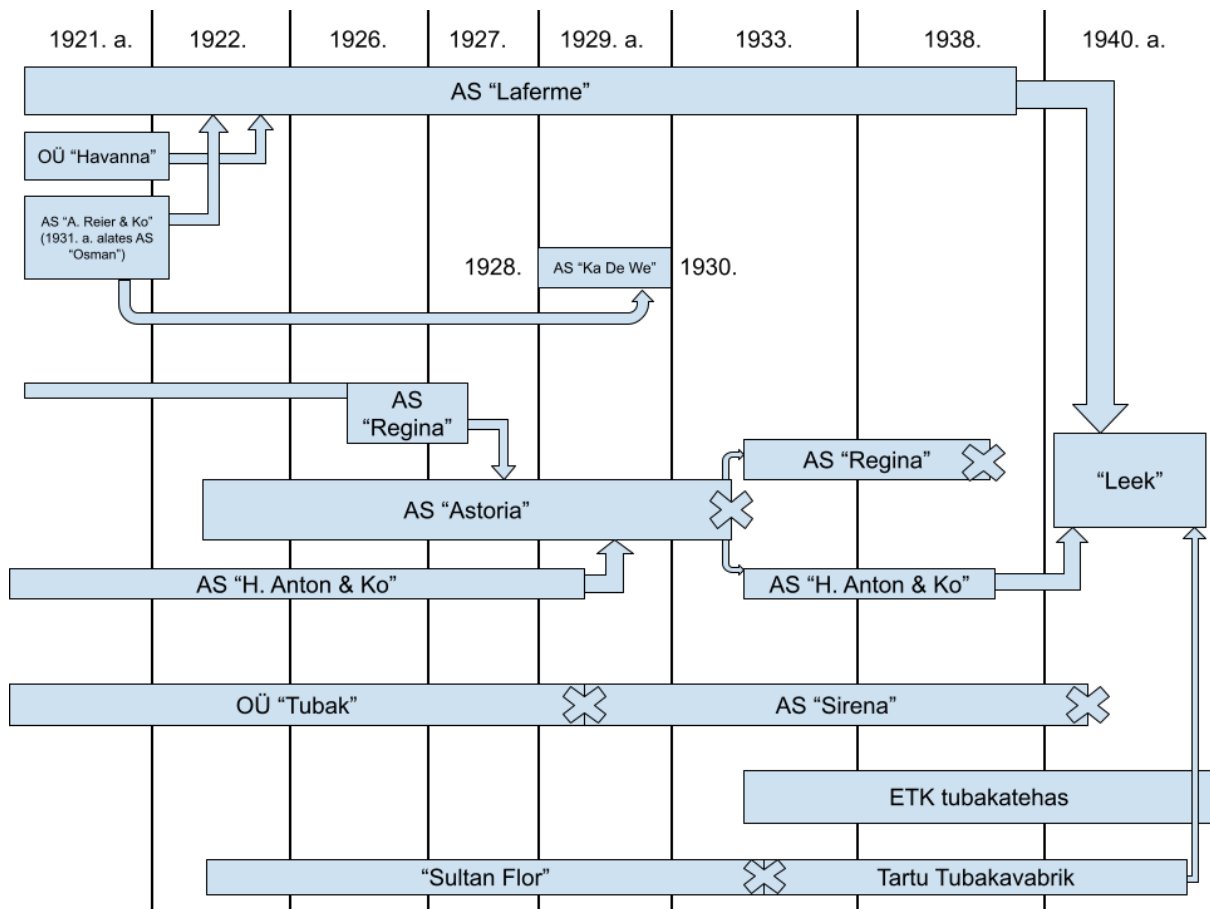 1921. a.
1922.
1926.
1927.
1929. a.
1933.
1938.
1940. a.
AS “Laferme”
OÜ “Havanna”
AS “A. Reier & Ko”
(1931. a. alates AS
“Osman”)
1928.
AS “Ka De We”
1930.
AS
“Regina”
AS “Regina”
“Leek”
AS “Astoria”
AS “H. Anton & Ko”
AS “H. Anton & Ko”
OÜ “Tubak”
AS “Sirena”
ETK tubakatehas
“Sultan Flor”
Tartu Tubakavabrik